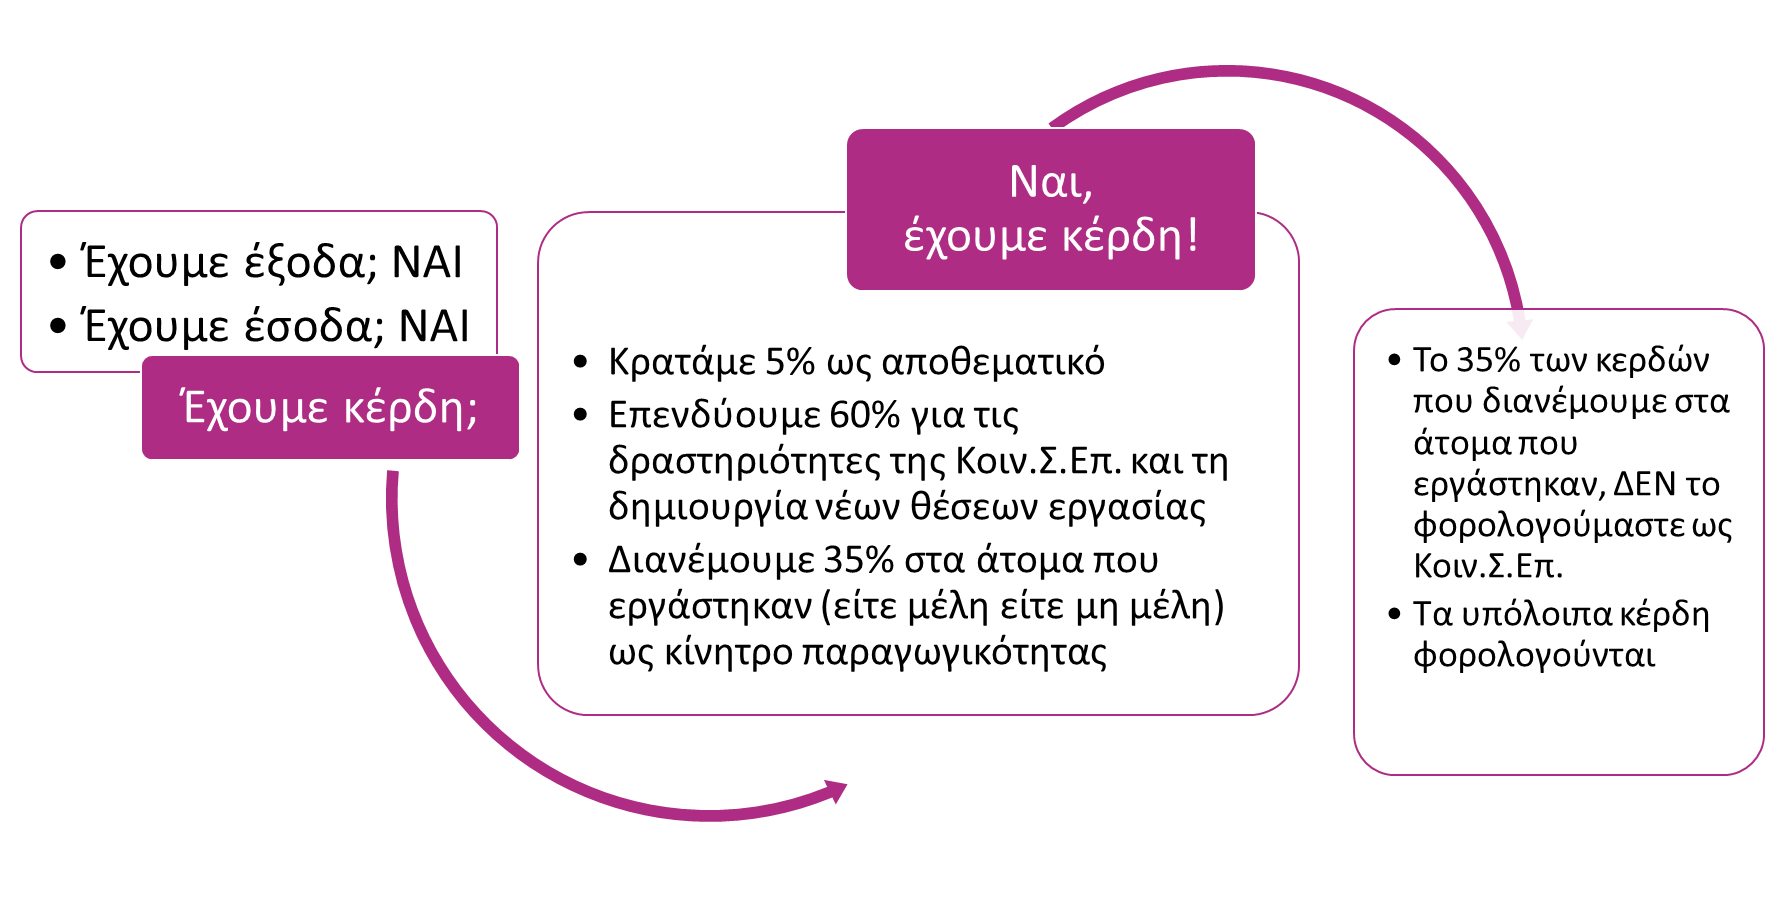 • Έχουμε έξοδα; ΝΑΙ
• Έχουμε έσοδα; ΝΑΙ
Έχουμε κέρδη;
Ναι,
έχουμε κέρδη!
• Κρατάμε 5% ως αποθεματικό
• Επενδύουμε 60% για τις
δραστηριότητες της Κοιν.Σ.Επ. και τη
δημιουργία νέων θέσεων εργασίας
• Διανέμουμε 35% στα άτομα που
εργάστηκαν (είτε μέλη είτε μη μέλη)
ως κίνητρο παραγωγικότητας
• Το 35% των κερδών
που διανέμουμε στα
άτομα που
εργάστηκαν, ΔΕΝ το
φορολογούμαστε ως
Κοιν.Σ.Επ.
• Τα υπόλοιπα κέρδη
φορολογούνται